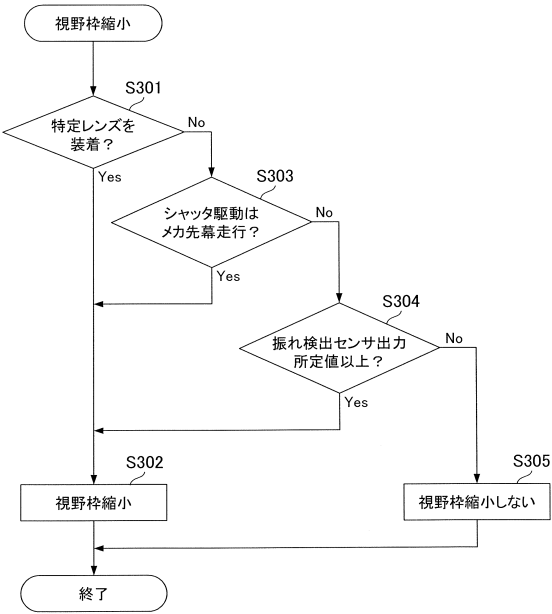 視野枠縮小
S301
特定レンズを
装着?
No
Yes
S303
シャッタ駆動は
メカ先幕走行?
No
Yes
S304
振れ検出センサ出力
所定値以上?
No
Yes
S302
視野枠縮小
S305
視野枠縮小しない
終了